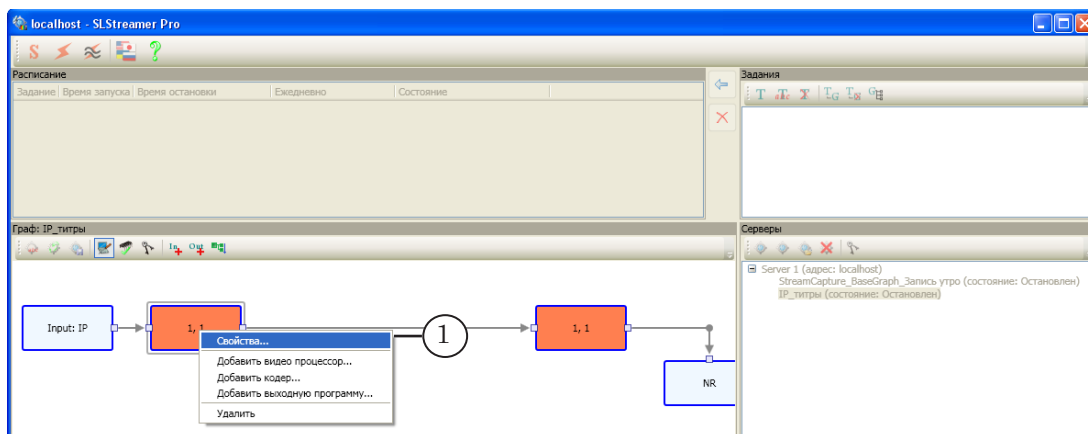 localhost - SLStreamer Pro
Расписание
Задание Время запуска Время остановки Ежедневно Состояние
Задания
Граф: IP_титры
In Out
Серверы
Server 1 (адрес: localhost)
StreamCapture_BaseGraph_Запись утро (состояние: Остановлен)
IP_титры (состояние: Остановлен)
Input: IP
1, 1
1, 1
NR
Свойства...
Добавить видео процессор...
Добавить кодер...
Добавить выходную программу...
Удалить
1